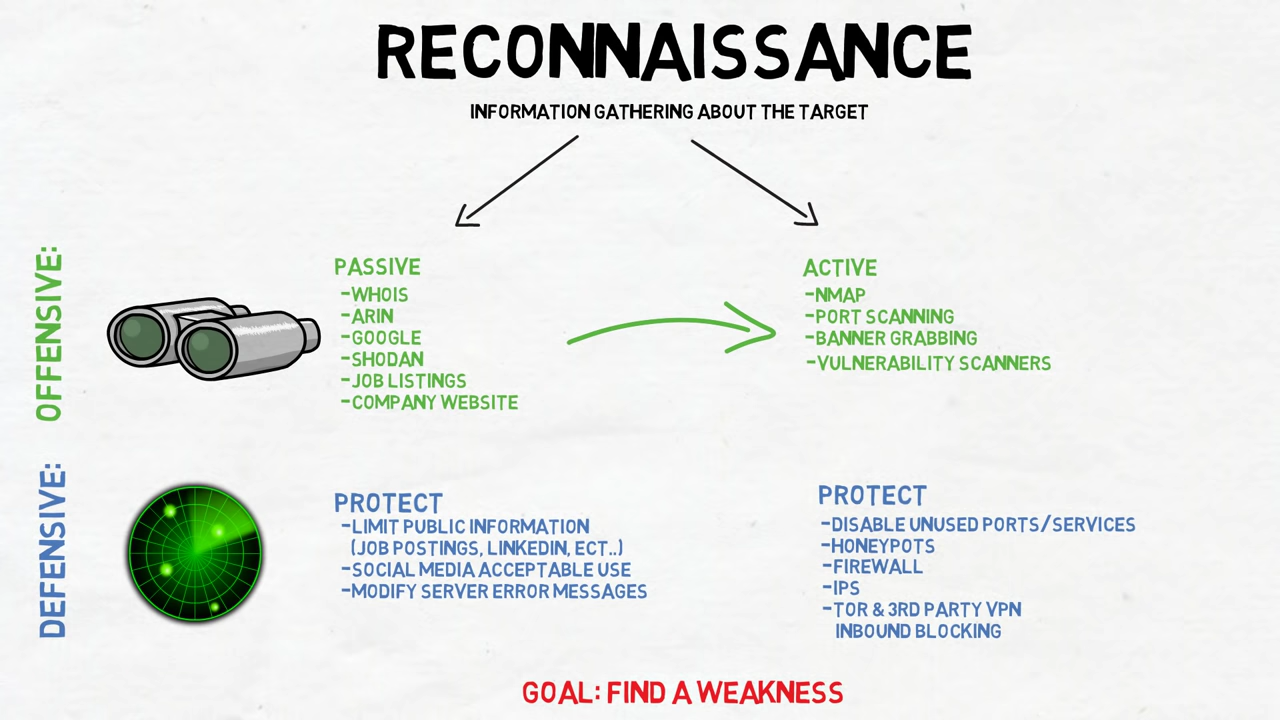 RECONNAISSANCE
INFORMATION GATHERING ABOUT THE TARGET
OFFENSIVE:
PASSIVE
-WHOIS
-ARIN
-GOOGLE
-SHODAN
-JOB LISTINGS
-COMPANY WEBSITE
ACTIVE
-NMAP
-PORT SCANNING
-BANNER GRABBING
-VULNERABILITY SCANNERS
DEFENSIVE:
PROTECT
-LIMIT PUBLIC INFORMATION
(JOB POSTINGS, LINKEDIN, ECT..)
-SOCIAL MEDIA ACCEPTABLE USE
-MODIFY SERVER ERROR MESSAGES
PROTECT
-DISABLE UNUSED PORTS/SERVICES
-HONEYPOTS
-FIREWALL
-IPS
-TOR & 3RD PARTY VPN
INBOUND BLOCKING
GOAL: FIND A WEAKNESS